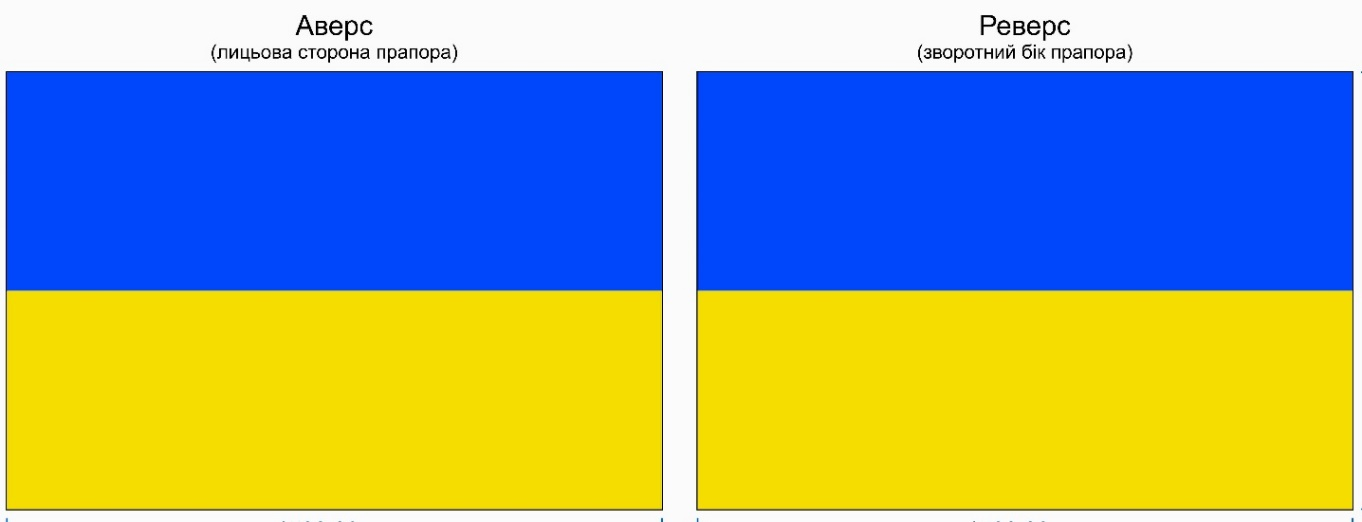 Аверс
(лицьова сторона прапора)
Реверс
(зворотний бік прапора)